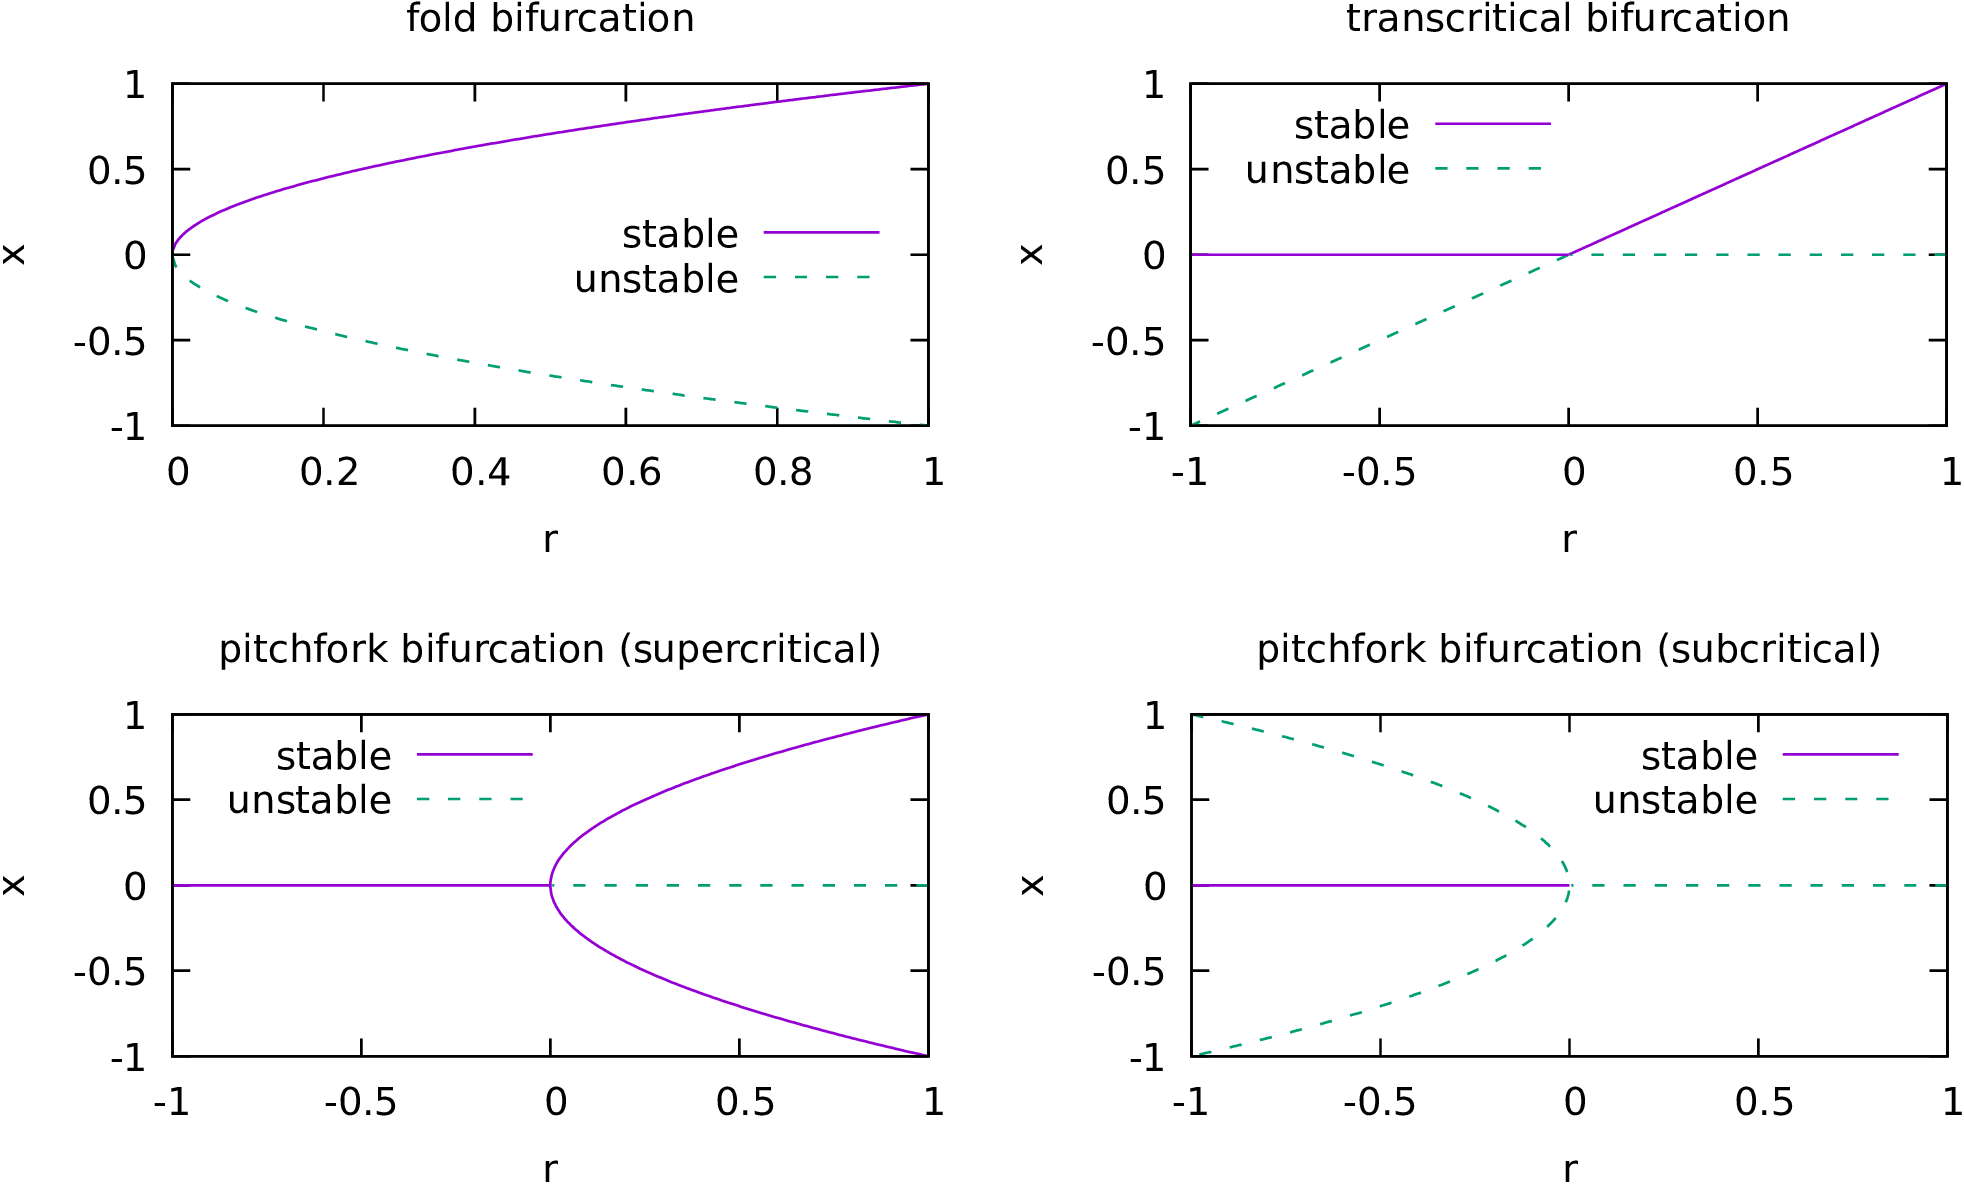 fold bifurcation
1
0.5
0
-0.5
-1
x
stable
unstable
0 0.2 0.4 0.6 0.8 1
r
transcritical bifurcation
1
0.5
0
-0.5
-1
x
stable
unstable
-1 -0.5 0 0.5 1
r
pitchfork bifurcation (supercritical)
1
0.5
0
-0.5
-1
x
stable
unstable
-1 -0.5 0 0.5 1
r
pitchfork bifurcation (subcritical)
1
0.5
0
-0.5
-1
x
stable
unstable
-1 -0.5 0 0.5 1
r